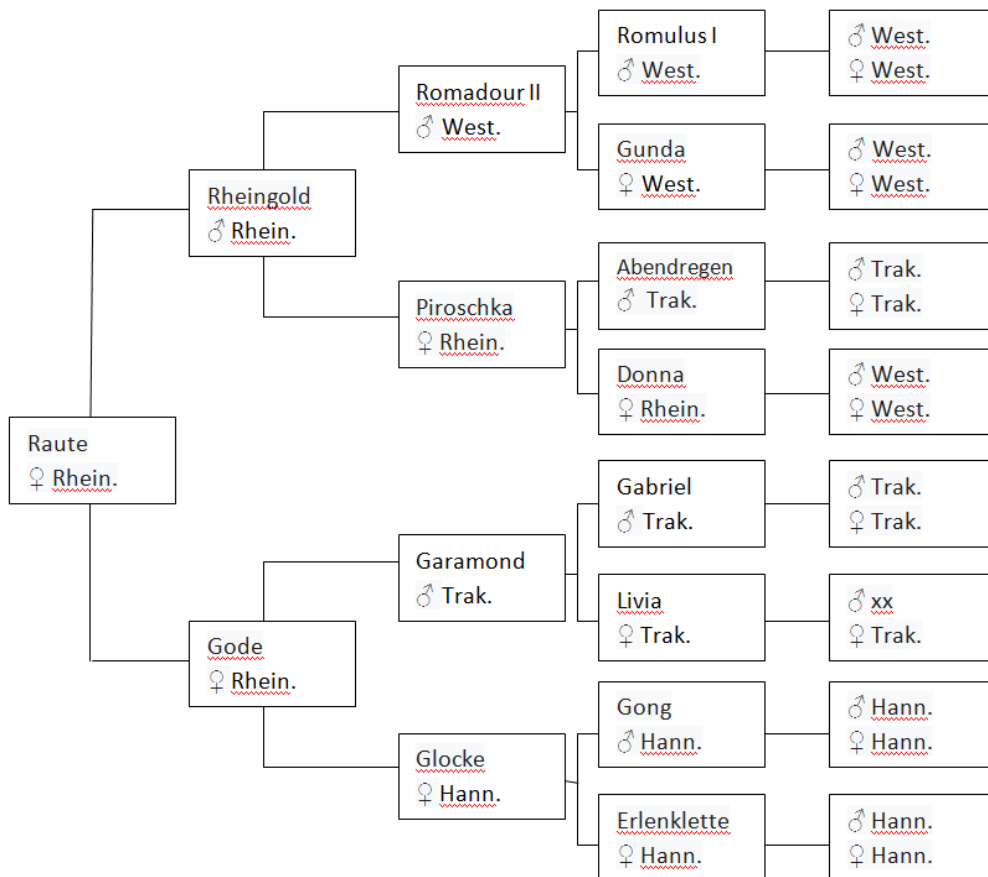 Romulus I
♂ West.
♂ West.
♀ West.
Romadour II
♂ West.
Gunda
♀ West.
♂ West.
♀ West.
Rheingold
♂ Rhein.
Abendregen
♂ Trak.
♂ Trak.
♀ Trak.
Piroschka
♀ Rhein.
Donna
♀ Rhein.
♂ West.
♀ West.
Raute
♀ Rhein.
Gabriel
♂ Trak.
♂ Trak.
♀ Trak.
Garamond
♂ Trak.
Livia
♀ Trak.
♂ xx
♀ Trak.
Gode
♀ Rhein.
Gong
♂ Hann.
♂ Hann.
♀ Hann.
Glocke
♀ Hann.
Erlenklette
♀ Hann.
♂ Hann.
♀ Hann.